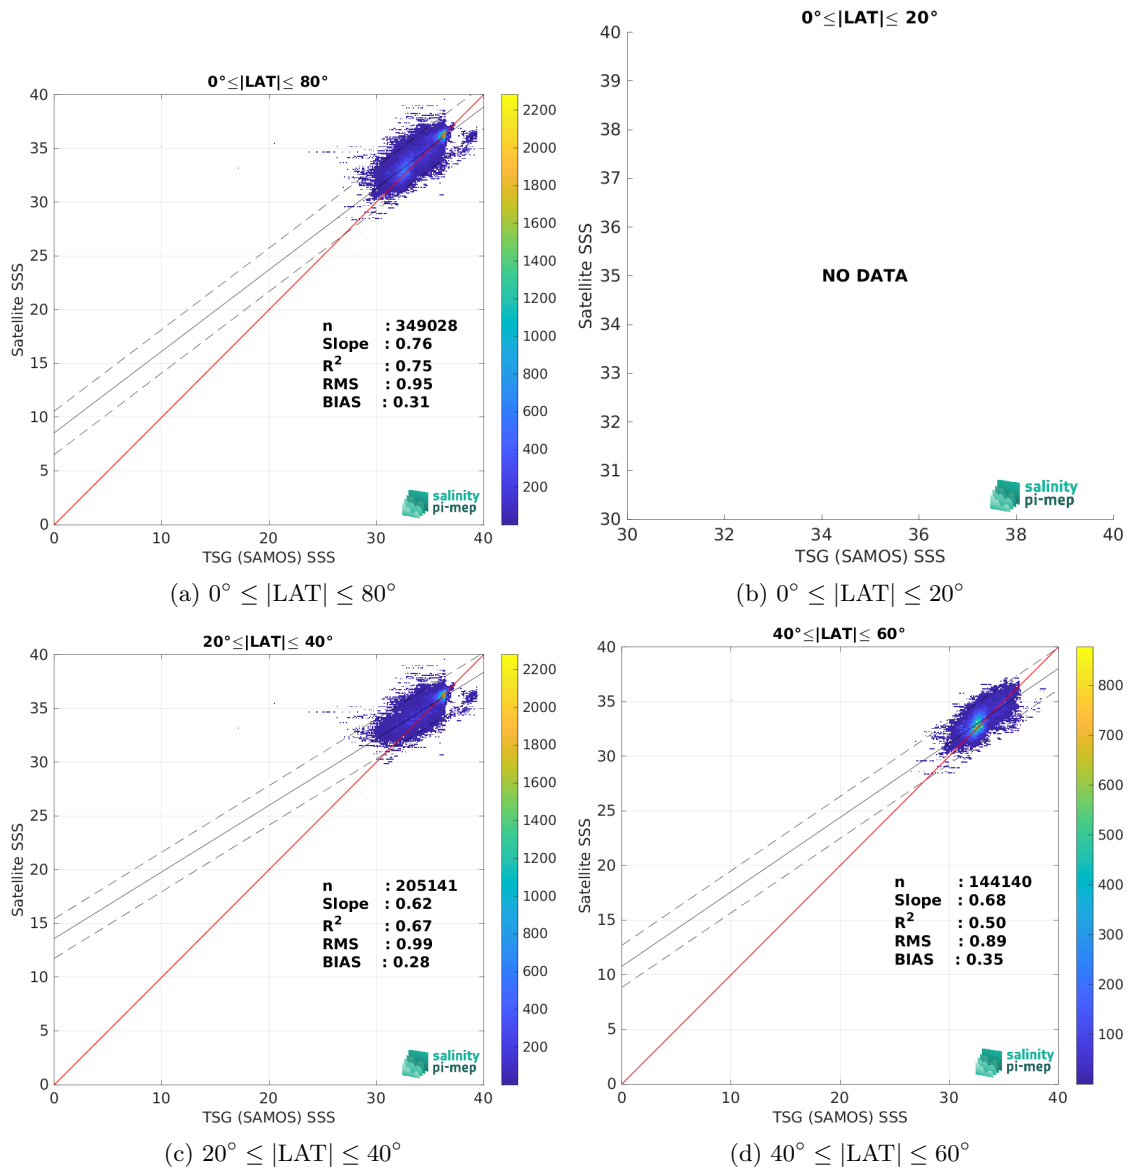 0°≤|LAT|≤ 80°
40
35
30
25
20
15
10
5
0
Satellite SSS
0
10
20
30
40
TSG (SAMOS) SSS
n : 349028
Slope : 0.76
R² : 0.75
RMS : 0.95
BIAS : 0.31
salinity
pi-mep
2200
2000
1800
1600
1400
1200
1000
800
600
400
200
(a) 0° ≤ |LAT| ≤ 80°
0°≤|LAT|≤ 20°
40
39
38
37
36
35
34
33
32
31
30
Satellite SSS
NO DATA
salinity
pi-mep
30
32
34
36
38
40
TSG (SAMOS) SSS
(b) 0° ≤ |LAT| ≤ 20°
20°≤|LAT|≤ 40°
40
35
30
25
20
15
10
5
0
Satellite SSS
0
10
20
30
40
TSG (SAMOS) SSS
n : 205141
Slope : 0.62
R² : 0.67
RMS : 0.99
BIAS : 0.28
salinity
pi-mep
2200
2000
1800
1600
1400
1200
1000
800
600
400
200
(c) 20° ≤ |LAT| ≤ 40°
40°≤|LAT|≤ 60°
40
35
30
25
20
15
10
5
0
Satellite SSS
0
10
20
30
40
TSG (SAMOS) SSS
n : 144140
Slope : 0.68
R² : 0.50
RMS : 0.89
BIAS : 0.35
salinity
pi-mep
800
700
600
500
400
300
200
100
(d) 40° ≤ |LAT| ≤ 60°